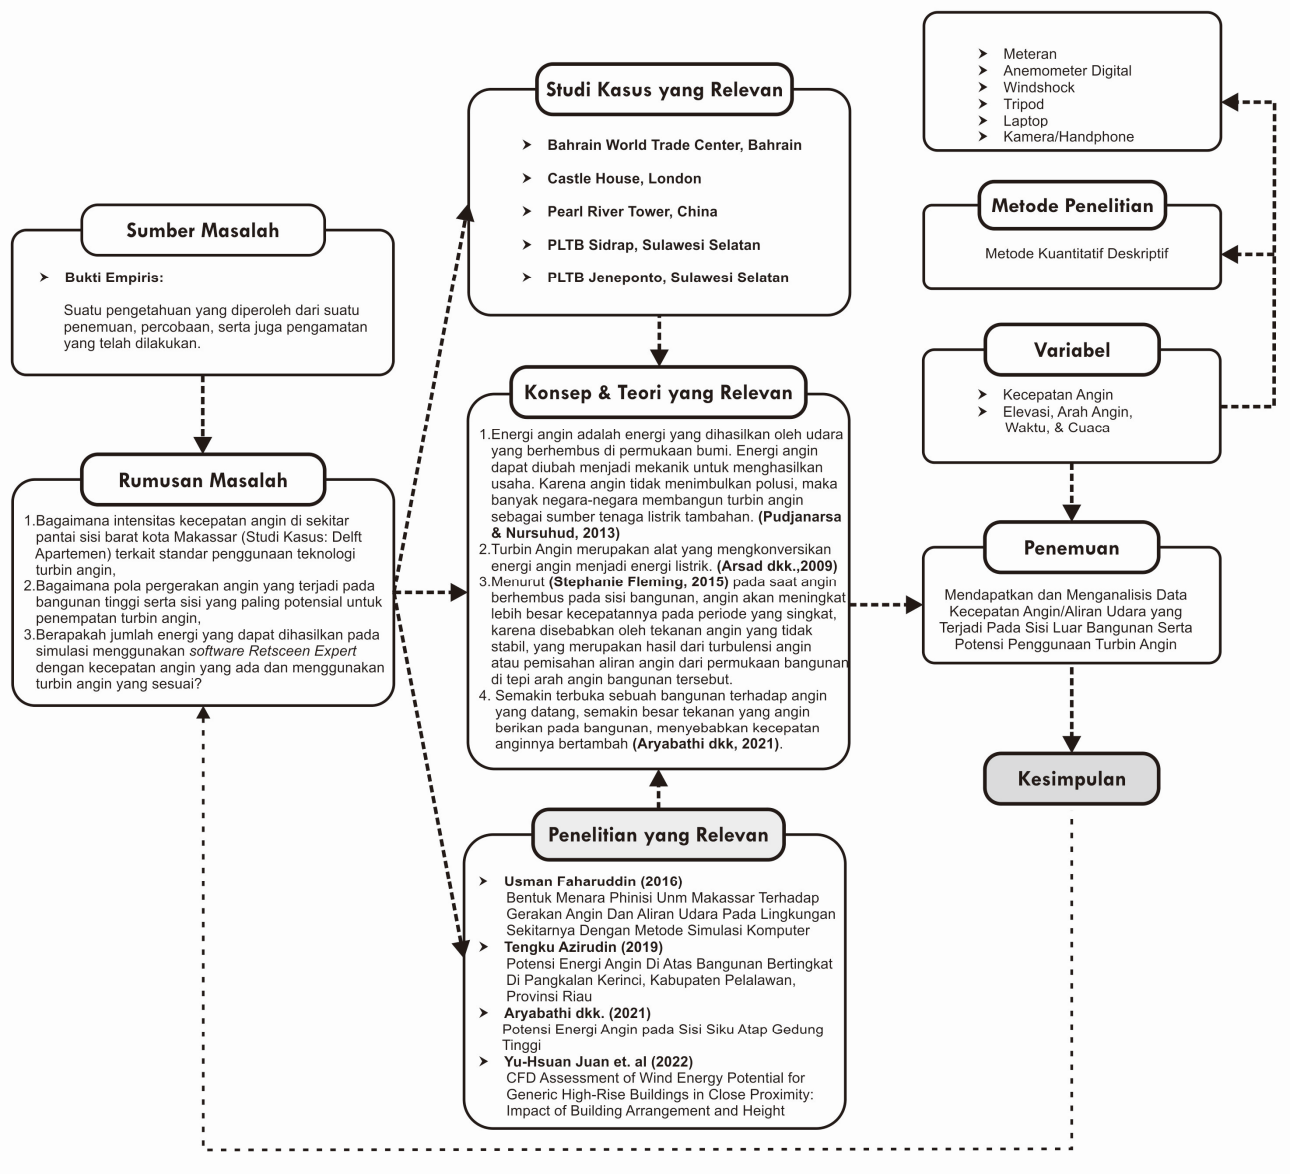 Sumber Masalah
➤ Bukti Empiris:
Suatu pengetahuan yang diperoleh dari suatu
penemuan, percobaan, serta juga pengamatan
yang telah dilakukan.
Rumusan Masalah
1.Bagaimana intensitas kecepatan angin di sekitar
pantai sisi barat kota Makassar (Studi Kasus: Delft
Apartemen) terkait standar penggunaan teknologi
turbin angin,
2.Bagaimana pola pergerakan angin yang terjadi pada
bangunan tinggi serta sisi yang paling potensial untuk
penempatan turbin angin,
3.Berapakah jumlah energi yang dapat dihasilkan pada
simulasi menggunakan software Retsceen Expert
dengan kecepatan angin yang ada dan menggunakan
turbin angin yang sesuai?
Studi Kasus yang Relevan
➤ Bahrain World Trade Center, Bahrain
➤ Castle House, London
➤ Pearl River Tower, China
➤ PLTB Sidrap, Sulawesi Selatan
➤ PLTB Jeneponto, Sulawesi Selatan
Konsep & Teori yang Relevan
1.Energi angin adalah energi yang dihasilkan oleh udara
yang berhembus di permukaan bumi. Energi angin
dapat diubah menjadi mekanik untuk menghasilkan
usaha. Karena angin tidak menimbulkan polusi, maka
banyak negara-negara membangun turbin angin
sebagai sumber tenaga listrik tambahan. (Pudjanarsa
& Nursuhud, 2013)
2.Turbin Angin merupakan alat yang mengkonversikan
energi angin menjadi energi listrik. (Arsad dkk.,2009)
3.Menurut (Stephanie Fleming, 2015) pada saat angin
berhembus pada sisi bangunan, angin akan meningkat
lebih besar kecepatannya pada periode yang singkat,
karena disebabkan oleh tekanan angin yang tidak
stabil, yang merupakan hasil dari turbulensi angin
atau pemisahan aliran angin dari permukaan bangunan
di tepi arah angin bangunan tersebut.
4. Semakin terbuka sebuah bangunan terhadap angin
yang datang, semakin besar tekanan yang angin
berikan pada bangunan, menyebabkan kecepatan
anginnya bertambah (Aryabathi dkk, 2021).
Penelitian yang Relevan
➤ Usman Faharuddin (2016)
Bentuk Menara Phinisi Unm Makassar Terhadap
Gerakan Angin Dan Aliran Udara Pada Lingkungan
Sekitarnya Dengan Metode Simulasi Komputer
➤ Tengku Azirudin (2019)
Potensi Energi Angin Di Atas Bangunan Bertingkat
Di Pangkalan Kerinci, Kabupaten Pelalawan,
Provinsi Riau
➤ Aryabathi dkk. (2021)
Potensi Energi Angin pada Sisi Siku Atap Gedung
Tinggi
➤ Yu-Hsuan Juan et. al (2022)
CFD Assessment of Wind Energy Potential for
Generic High-Rise Buildings in Close Proximity:
Impact of Building Arrangement and Height
➤ Meteran
➤ Anemometer Digital
➤ Windshock
➤ Tripod
➤ Laptop
➤ Kamera/Handphone
Metode Penelitian
Metode Kuantitatif Deskriptif
Variabel
➤ Kecepatan Angin
➤ Elevasi, Arah Angin,
Waktu, & Cuaca
Penemuan
Mendapatkan dan Menganalisis Data
Kecepatan Angin/Aliran Udara yang
Terjadi Pada Sisi Luar Bangunan Serta
Potensi Penggunaan Turbin Angin
Kesimpulan